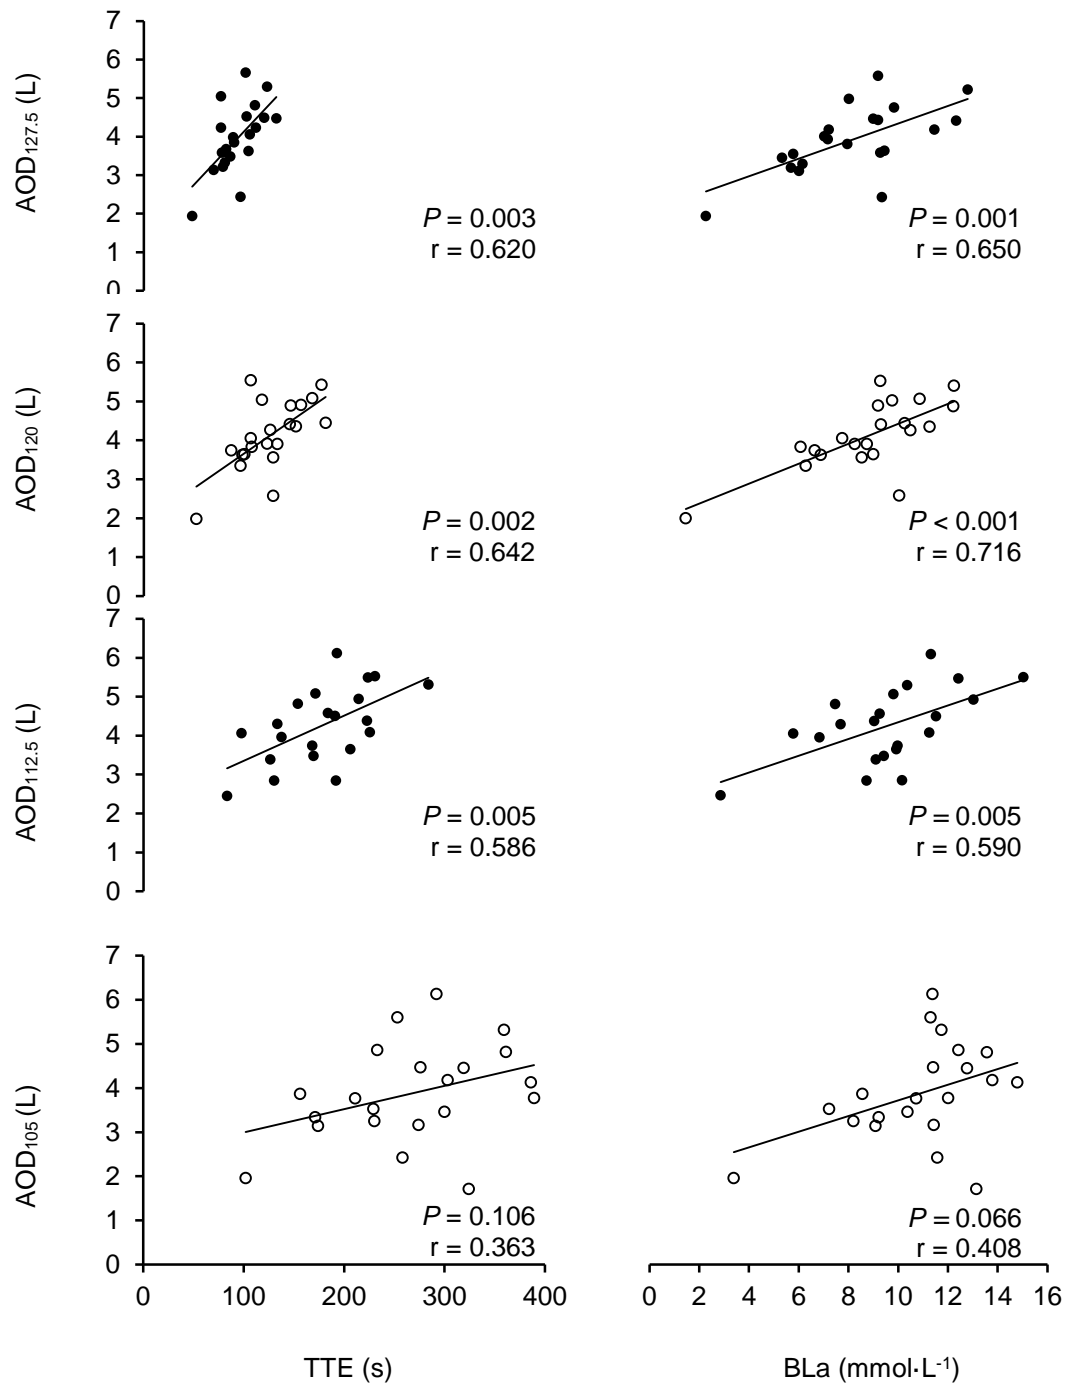 7
6
5
4
3
2
1
0
AOD127.5 (L)
P = 0.003
r = 0.620
P = 0.001
r = 0.650
7
6
5
4
3
2
1
0
AOD120 (L)
P = 0.002
r = 0.642
P < 0.001
r = 0.716
7
6
5
4
3
2
1
0
AOD112.5 (L)
P = 0.005
r = 0.586
P = 0.005
r = 0.590
7
6
5
4
3
2
1
0
AOD105 (L)
P = 0.106
r = 0.363
P = 0.066
r = 0.408
0 100 200 300 400
0 2 4 6 8 10 12 14 16
TTE (s)
BLa (mmol·L-1)